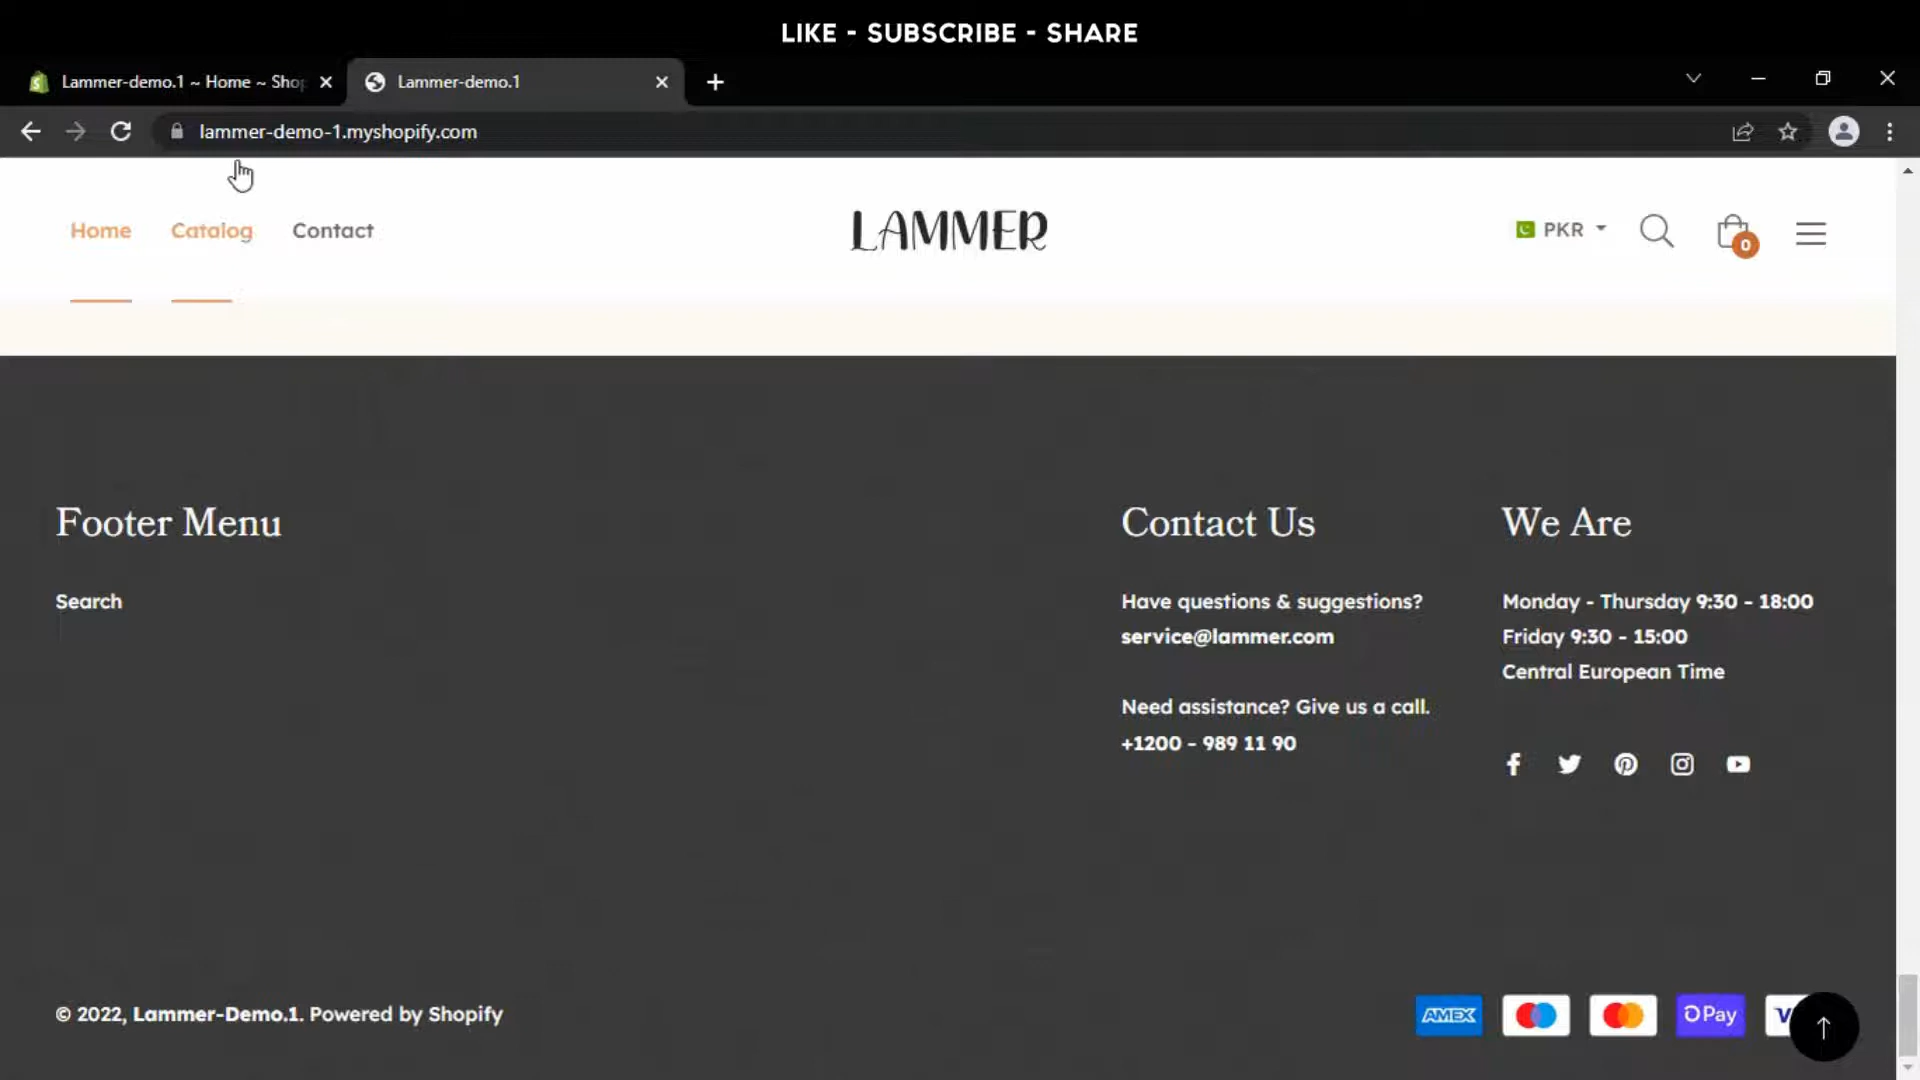 LIKE - SUBSCRIBE - SHARE
Lammer-demo.1 ~ Home ~ Shop
Lammer-demo.1
lammer-demo-1.myshopify.com
Home Catalog Contact
LAMMER
PKR
0
Footer Menu
Search
Contact Us
Have questions & suggestions?
service@lammer.com
Need assistance? Give us a call.
+1200 - 989 11 90
We Are
Monday - Thursday 9:30 - 18:00
Friday 9:30 - 15:00
Central European Time
© 2022, Lammer-Demo.1. Powered by Shopify
AMEX
Pay
V